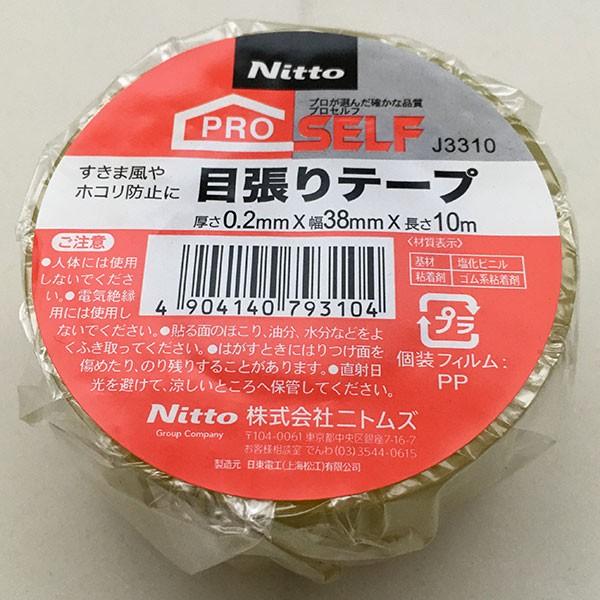 Nitto
プロが選んだ確かな品質
プロセルフ
PRO SELF J3310
すきま風や
ホコリ防止に
目張りテープ
厚さ0.2mm X 幅38mm X 長さ10m
ご注意
●人体には使用
しないでくださ
い。●電気絶縁
用には使用し
ないでください。●貼る面のほこり、油分、水分などをよ
くふき取ってください。●はがすときにはりつけ面を
傷めたり、のり残りすることがあります。●直射日
光を避けて、涼しいところへ保管してください。
4 904140 793104
〈材質表示〉
基材 塩化ビニル
粘着剤 ゴム系粘着剤
プラ
個装フィルム:
PP
Nitto 株式会社ニトムズ
Group Company
〒104-0061 東京都中央区銀座7-16-7
お客様相談室 でんわ(03)3544-0615
製造元 日東電工(上海松江)有限公司